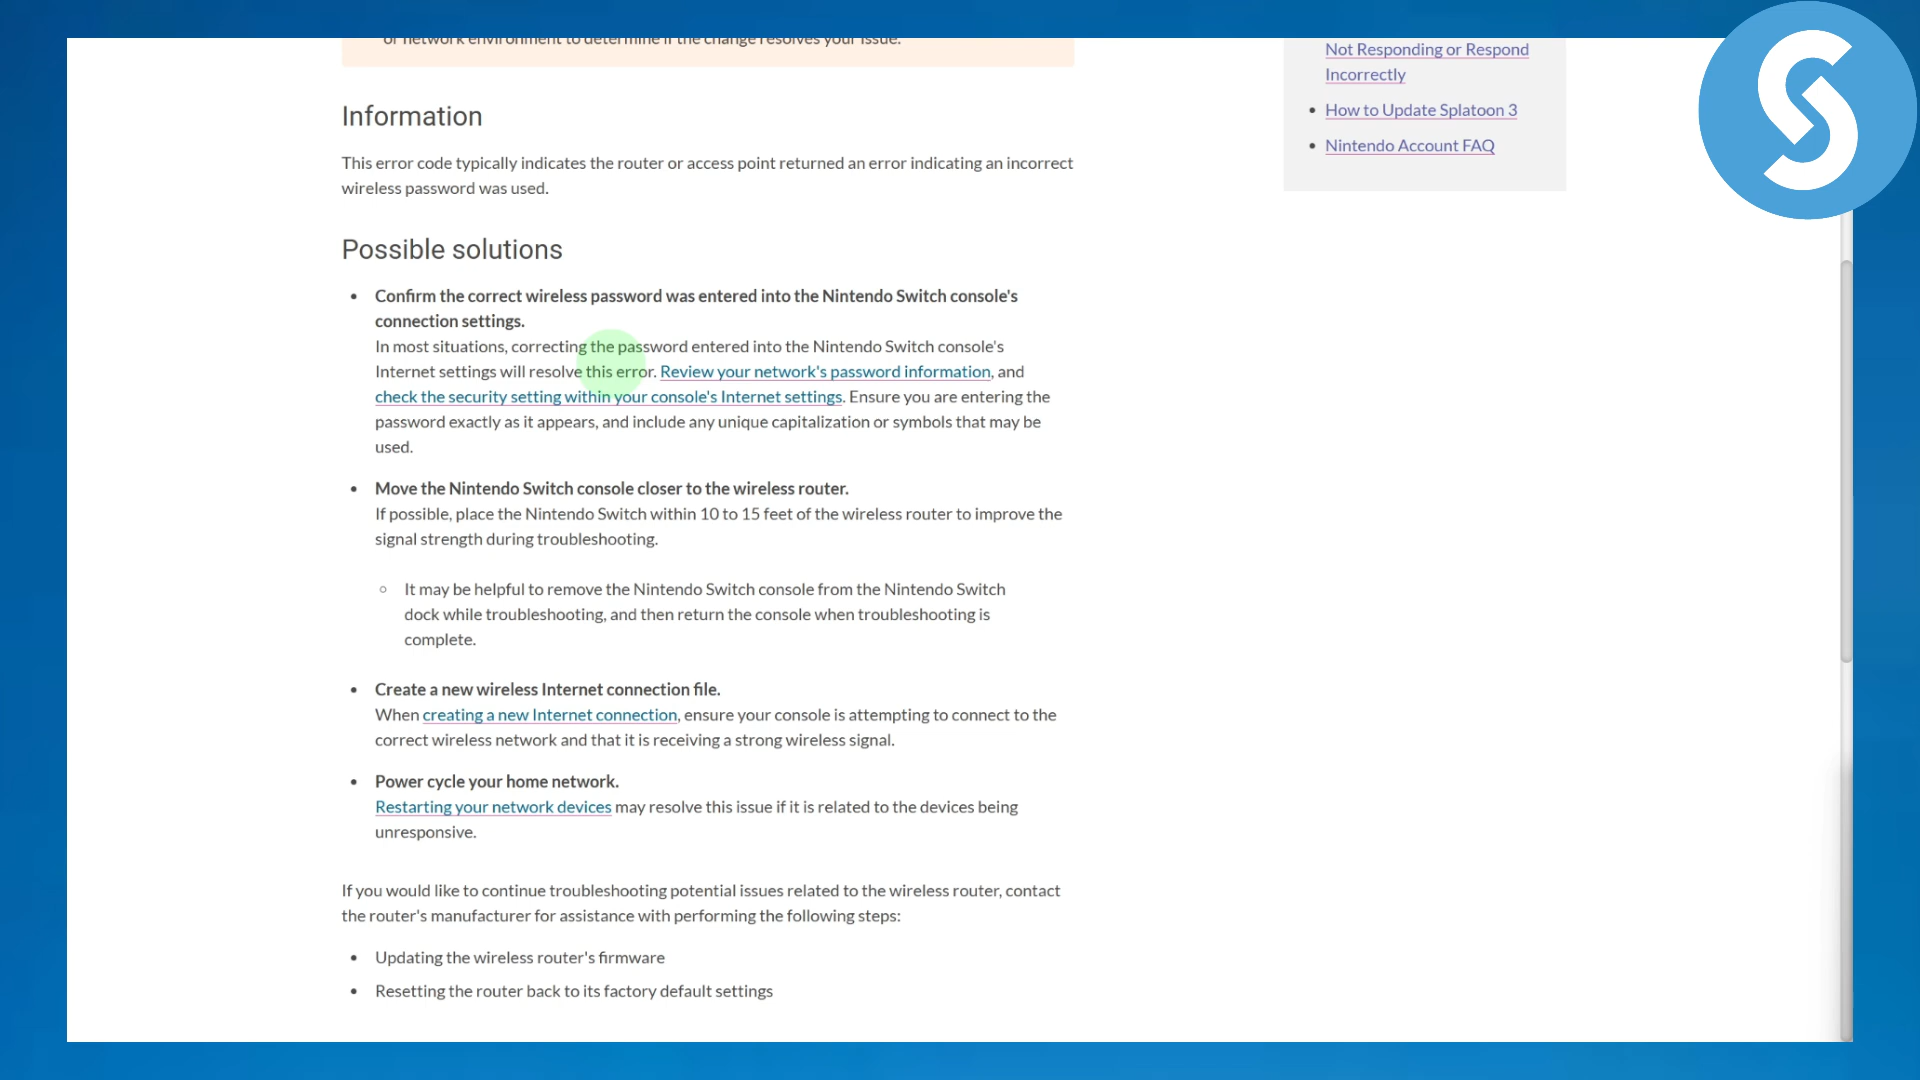 or network environment to determine if the change resolves your issue.
Information
This error code typically indicates the router or access point returned an error indicating an incorrect
wireless password was used.
Possible solutions
• Confirm the correct wireless password was entered into the Nintendo Switch console's
connection settings.
In most situations, correcting the password entered into the Nintendo Switch console's
Internet settings will resolve this error. Review your network's password information, and
check the security setting within your console's Internet settings. Ensure you are entering the
password exactly as it appears, and include any unique capitalization or symbols that may be
used.
• Move the Nintendo Switch console closer to the wireless router.
If possible, place the Nintendo Switch within 10 to 15 feet of the wireless router to improve the
signal strength during troubleshooting.
○ It may be helpful to remove the Nintendo Switch console from the Nintendo Switch
dock while troubleshooting, and then return the console when troubleshooting is
complete.
• Create a new wireless Internet connection file.
When creating a new Internet connection, ensure your console is attempting to connect to the
correct wireless network and that it is receiving a strong wireless signal.
• Power cycle your home network.
Restarting your network devices may resolve this issue if it is related to the devices being
unresponsive.
If you would like to continue troubleshooting potential issues related to the wireless router, contact
the router's manufacturer for assistance with performing the following steps:
• Updating the wireless router's firmware
• Resetting the router back to its factory default settings
Not Responding or Respond
Incorrectly
• How to Update Splatoon 3
• Nintendo Account FAQ
S